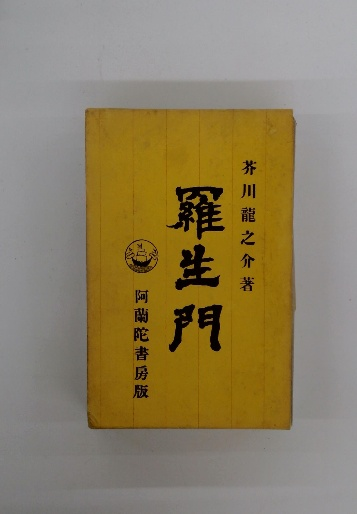 芥川龍之介著
羅生門
阿蘭陀書房版